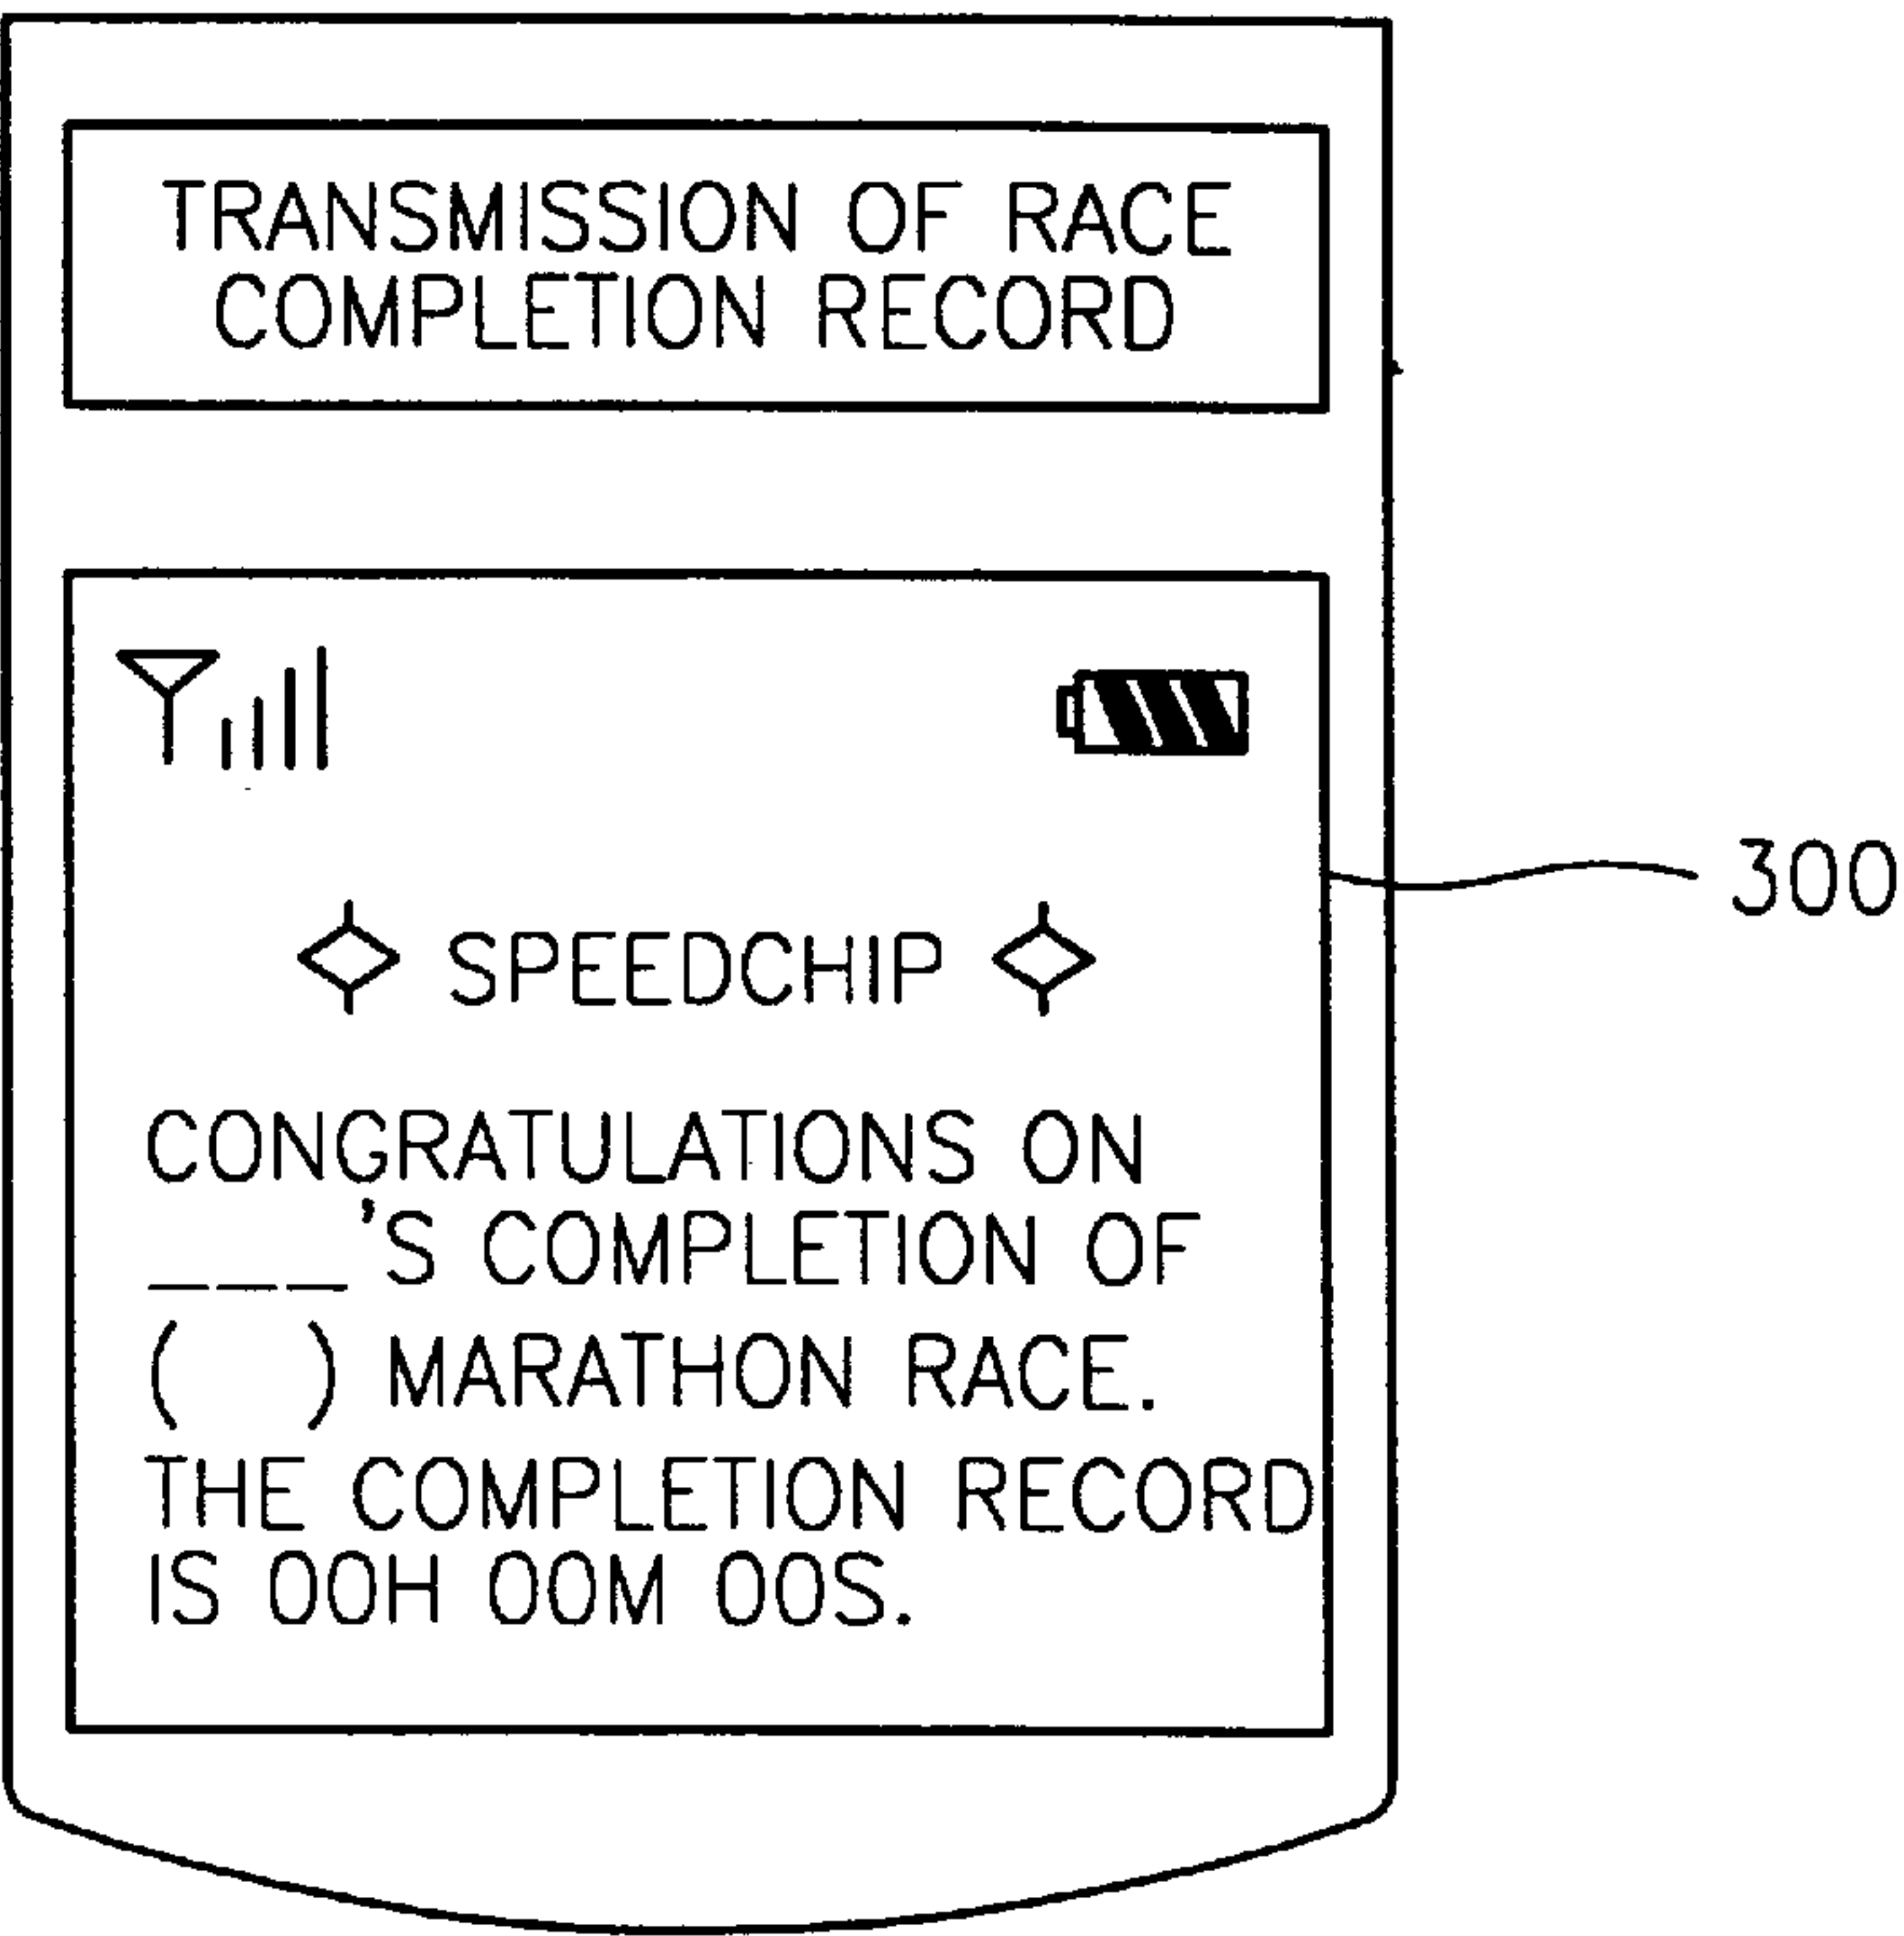 TRANSMISSION OF RACE
COMPLETION RECORD
300
SPEEDCHIP
CONGRATULATIONS ON
___'S COMPLETION OF
(  ) MARATHON RACE.
THE COMPLETION RECORD
IS 00H 00M 00S.